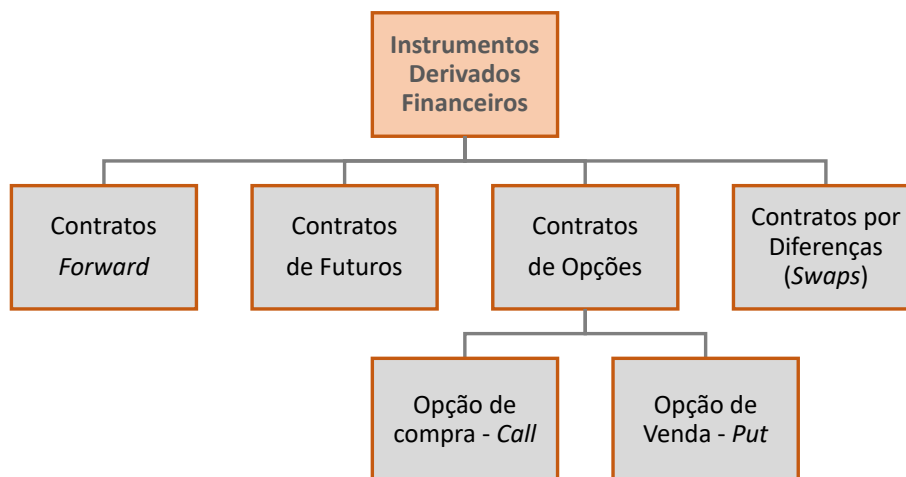 Instrumentos
Derivados
Financeiros
Contratos
Forward
Contratos
de Futuros
Contratos
de Opções
Contratos por
Diferenças
(Swaps)
Opção de
compra - Call
Opção de
Venda - Put